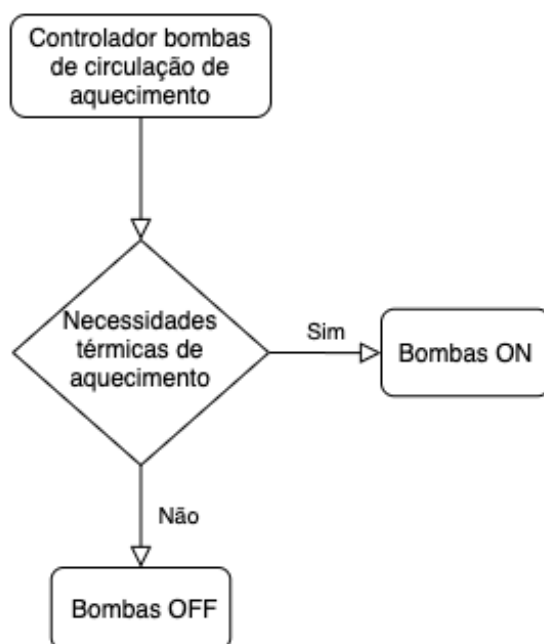 Controlador bombas
de circulação de
aquecimento
Necessidades
térmicas de
aquecimento
Sim
Bombas ON
Não
Bombas OFF